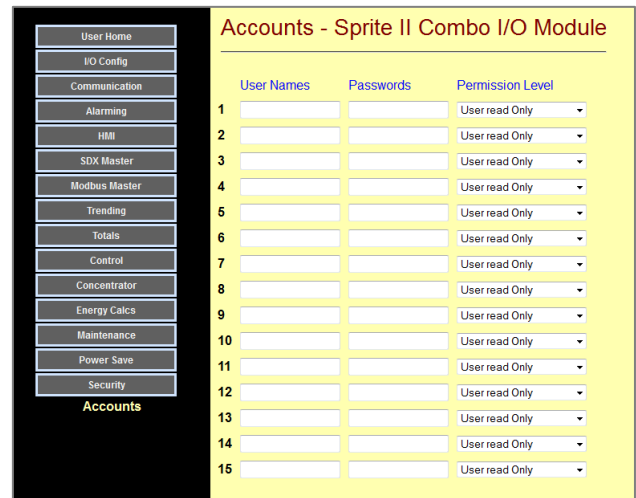 User Home
I/O Config
Communication
Alarming
HMI
SDX Master
Modbus Master
Trending
Totals
Control
Concentrator
Energy Calcs
Maintenance
Power Save
Security
Accounts
Accounts - Sprite II Combo I/O Module
User Names Passwords Permission Level
1 User read Only
2 User read Only
3 User read Only
4 User read Only
5 User read Only
6 User read Only
7 User read Only
8 User read Only
9 User read Only
10 User read Only
11 User read Only
12 User read Only
13 User read Only
14 User read Only
15 User read Only